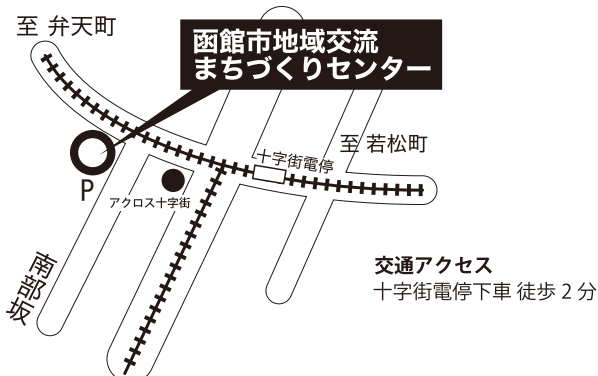 至 弁天町
函館市地域交流
まちづくりセンター
至 若松町
十字街電停
P
アクロス十字街
南部坂
交通アクセス
十字街電停下車 徒歩 2 分